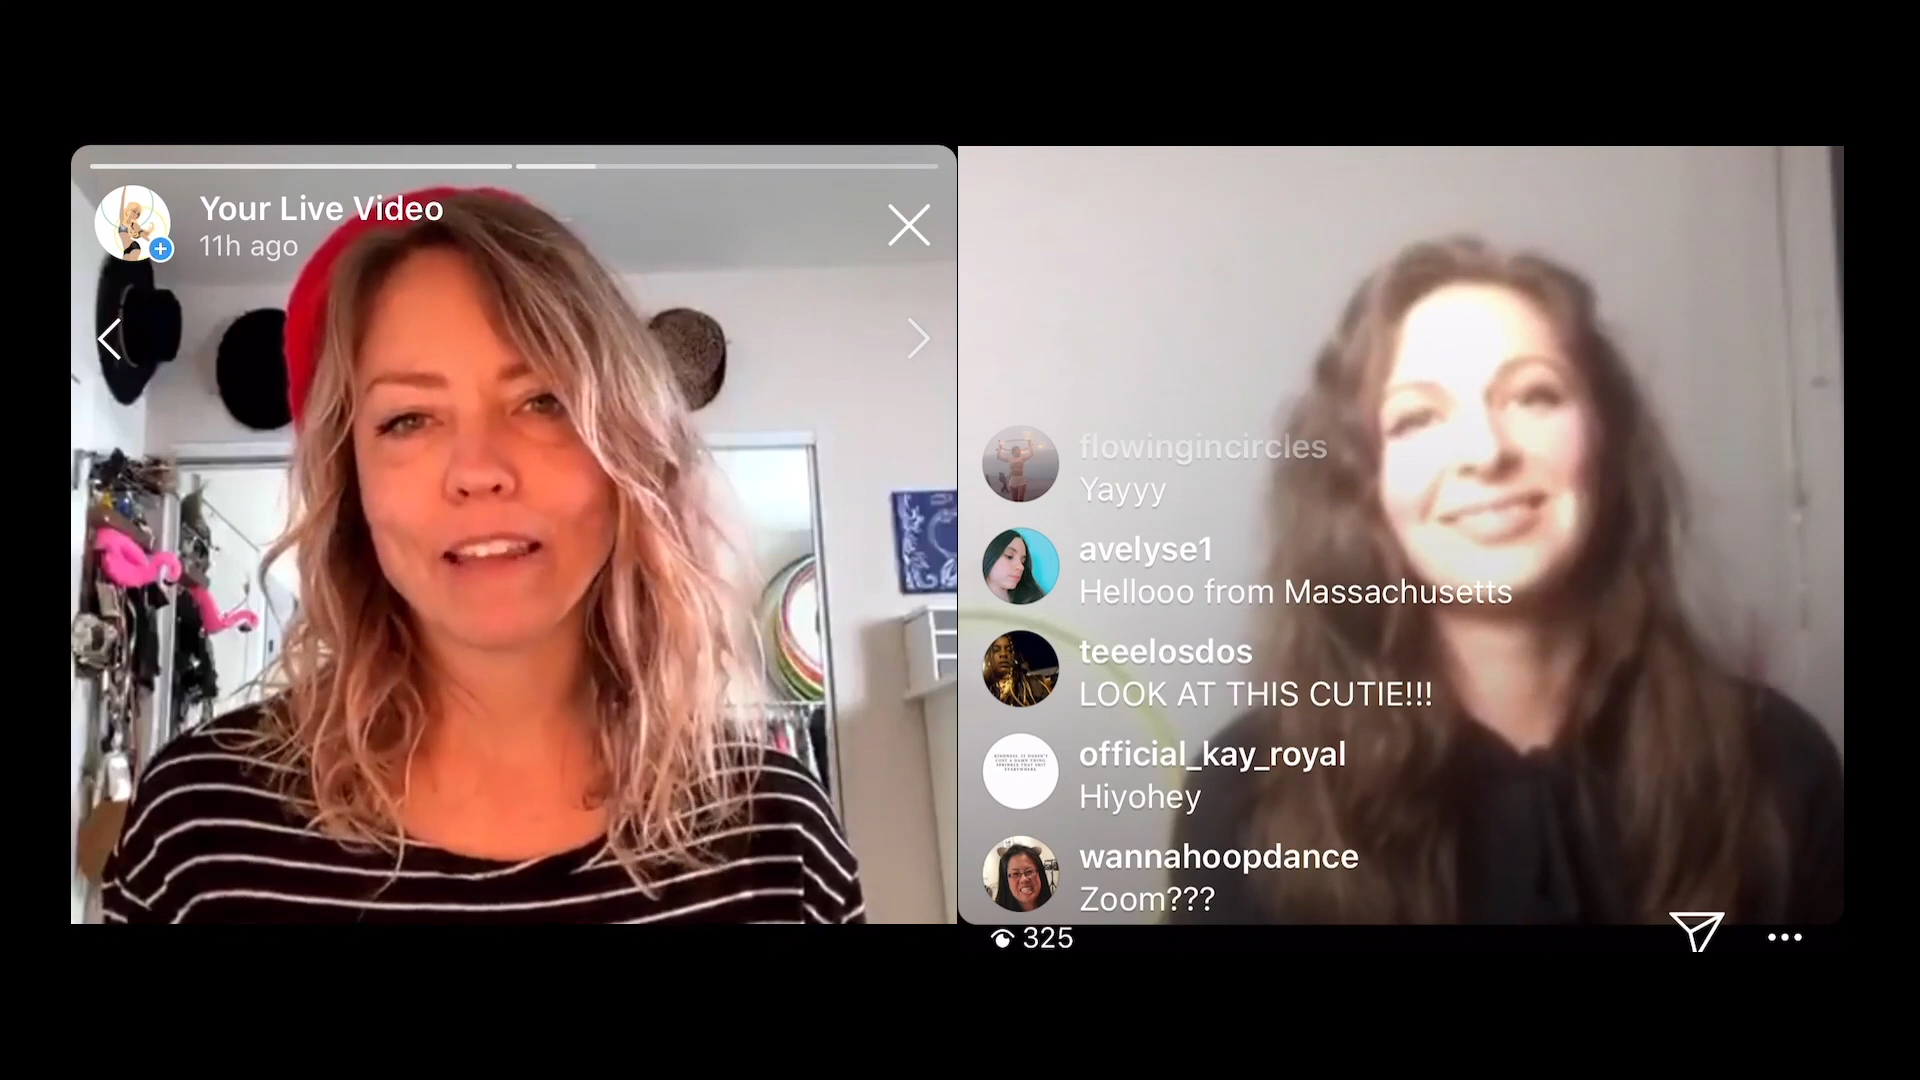 Your Live Video
11h ago
flowingincircles
Yayyy
avelyse1
Hellooo from Massachusetts
teeelosdos
LOOK AT THIS CUTIE!!!
official_kay_royal
Hiyohey
wannahoopdance
Zoom???
325